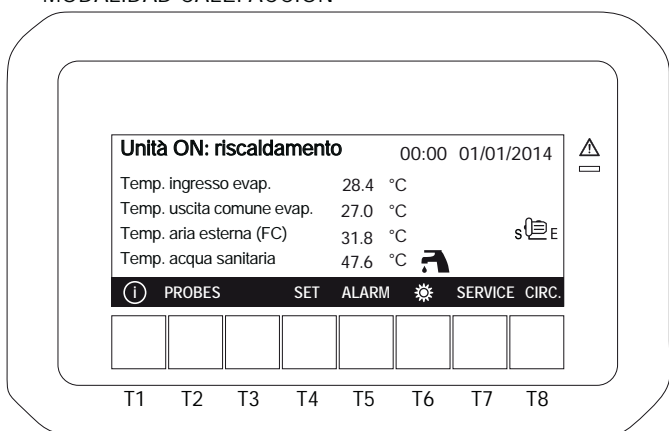 MODALIDAD CALEFACCIÓN
Unità ON: riscaldamento 00:00 01/01/2014
Temp. ingresso evap. 28.4 °C
Temp. uscita comune evap. 27.0 °C
Temp. aria esterna (FC) 31.8 °C
S E
Temp. acqua sanitaria 47.6 °C
i PROBES SET ALARM SERVICE CIRC.
T1 T2 T3 T4 T5 T6 T7 T8